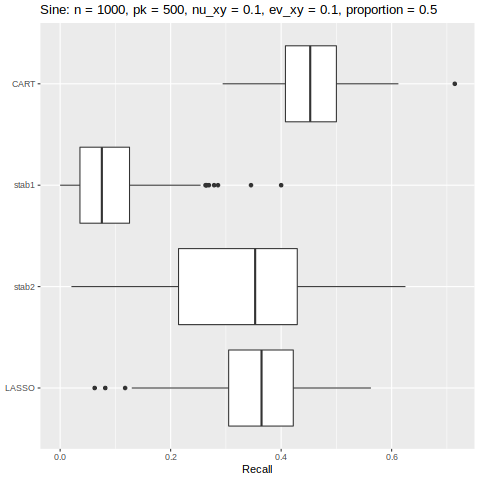 Sine: n = 1000, pk = 500, nu_xy = 0.1, ev_xy = 0.1, proportion = 0.5
CART
stab1
stab2
LASSO
0.0 0.2 0.4 0.6
Recall